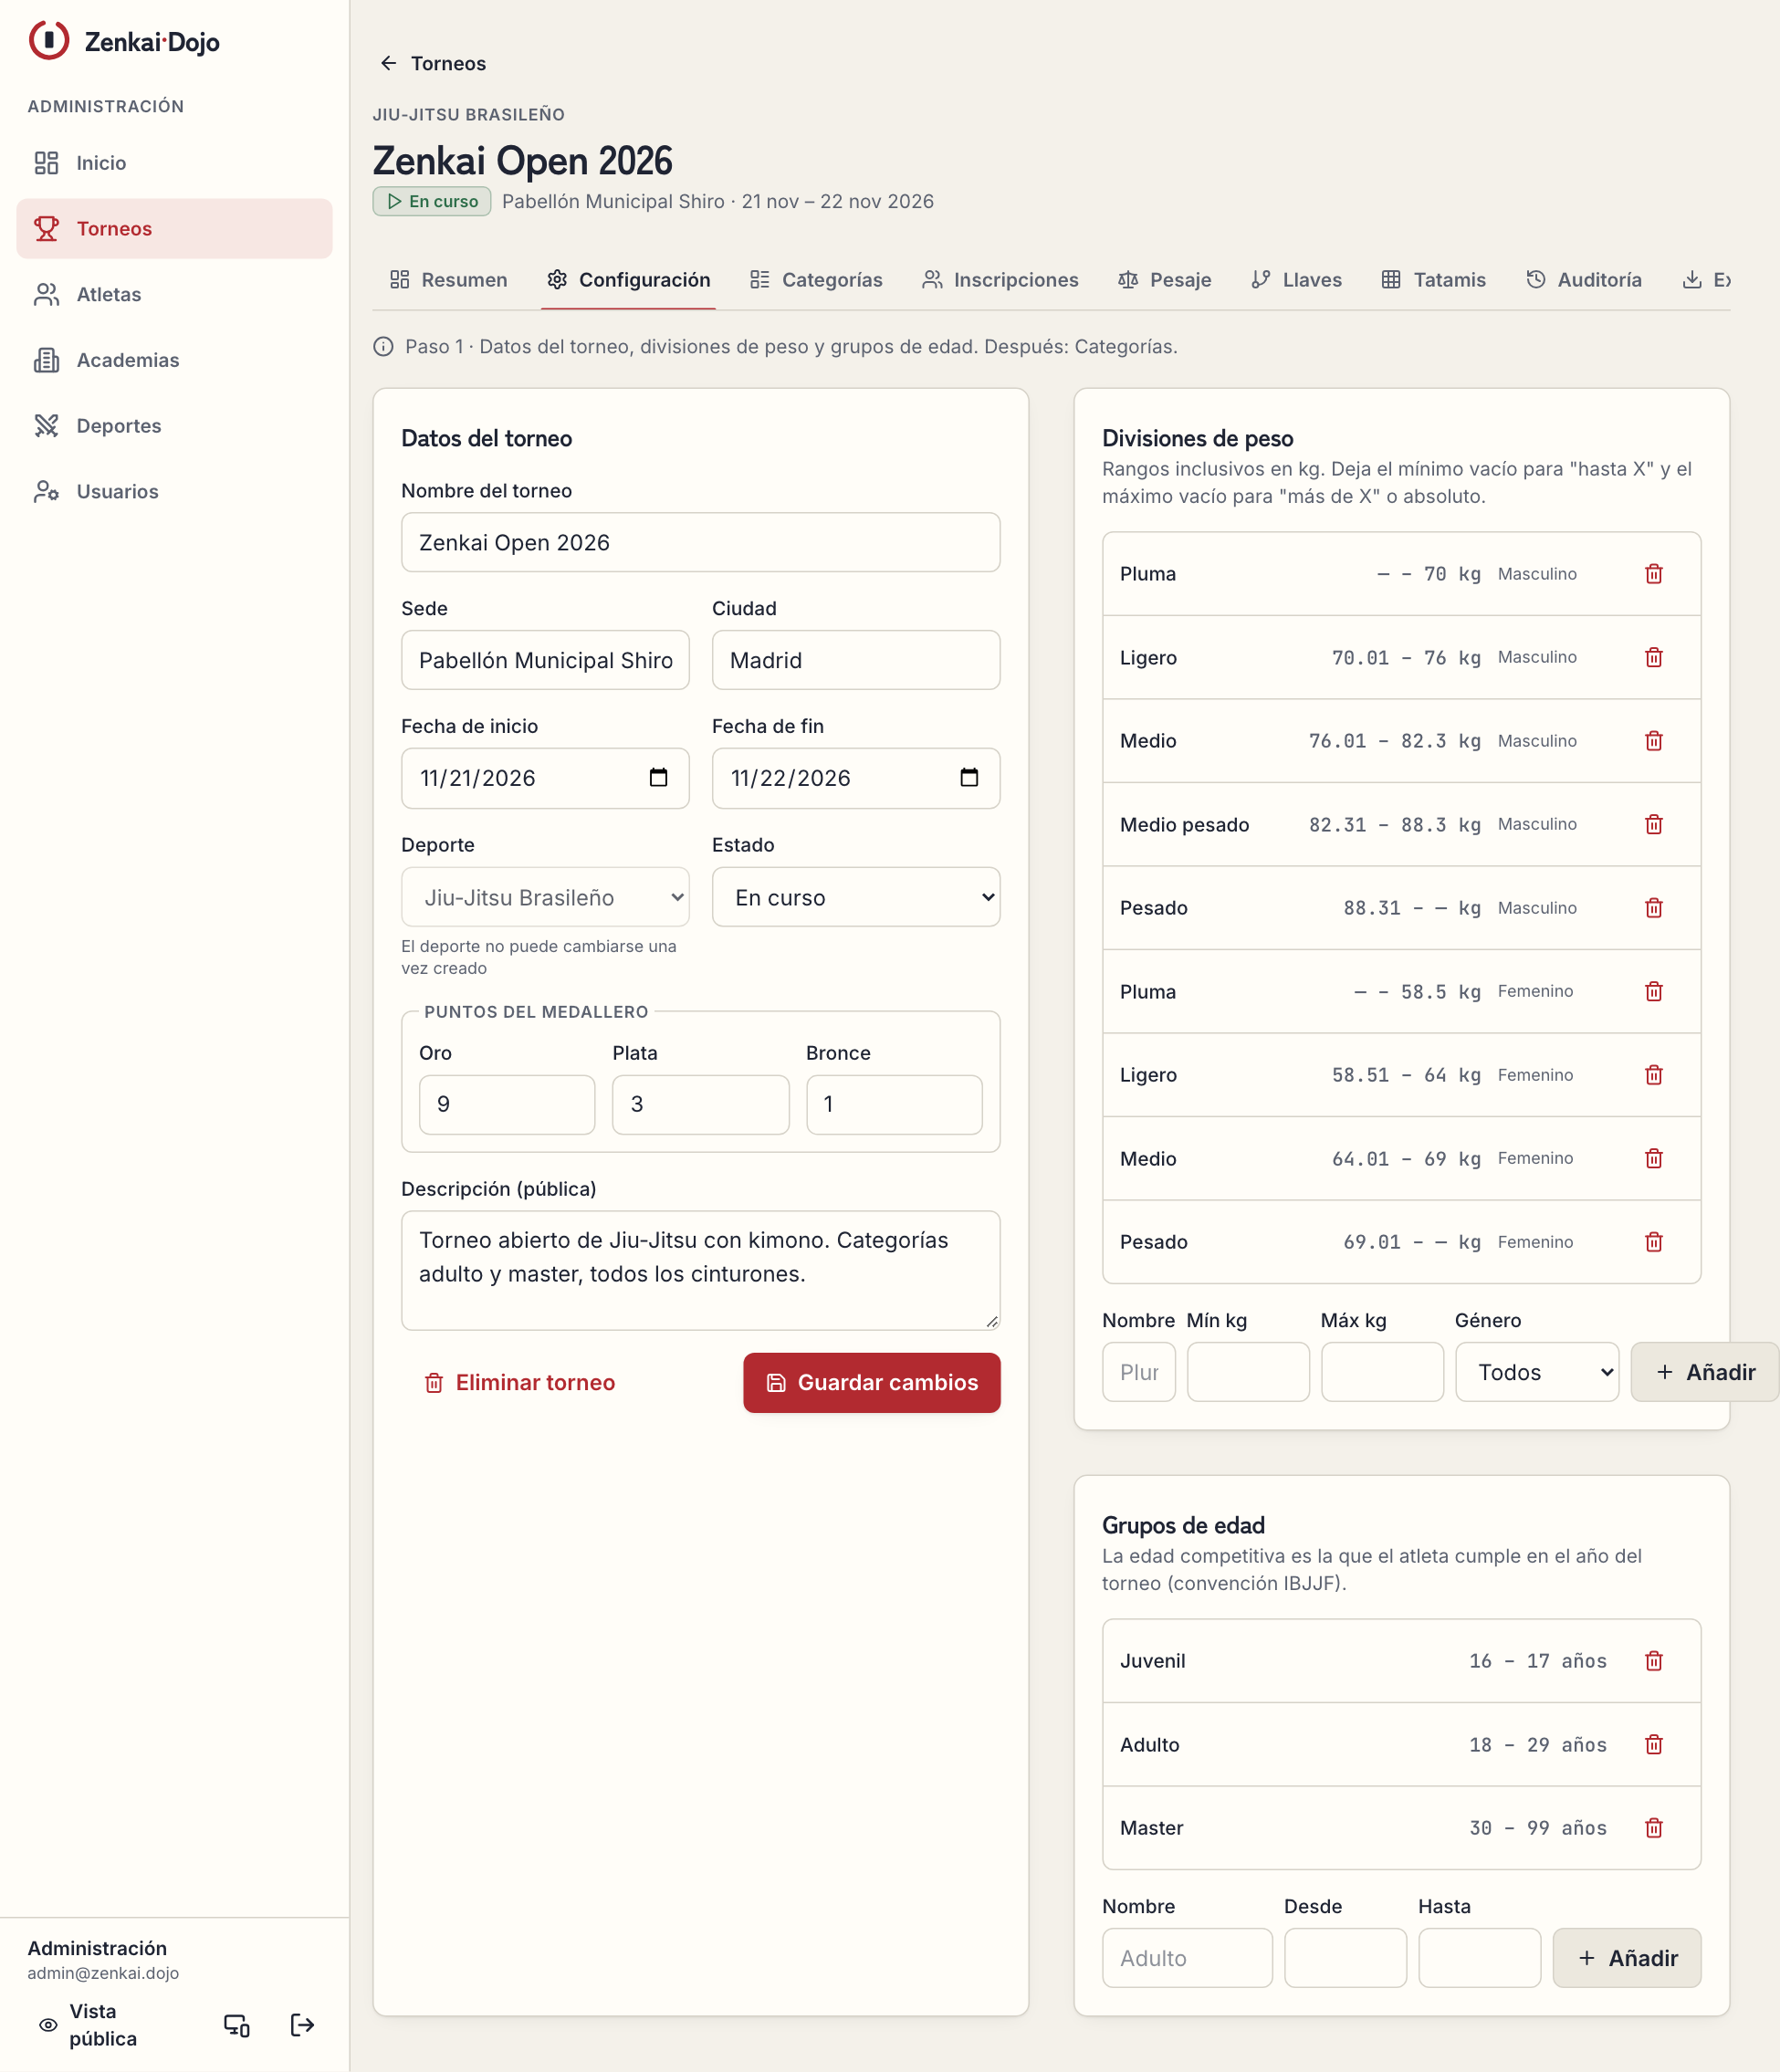 Zenkai·Dojo
ADMINISTRACIÓN
Inicio
Torneos
Atletas
Academias
Deportes
Usuarios
Administración
admin@zenkai.dojo
Vista
pública
Torneos
JIU-JITSU BRASILEÑO
Zenkai Open 2026
En curso Pabellón Municipal Shiro · 21 nov – 22 nov 2026
Resumen Configuración Categorías Inscripciones Pesaje Llaves Tatamis Auditoría
Paso 1 · Datos del torneo, divisiones de peso y grupos de edad. Después: Categorías.
Datos del torneo
Nombre del torneo
Zenkai Open 2026
Sede Ciudad
Pabellón Municipal Shiro Madrid
Fecha de inicio Fecha de fin
11/21/2026 11/22/2026
Deporte Estado
Jiu-Jitsu Brasileño En curso
El deporte no puede cambiarse una
vez creado
PUNTOS DEL MEDALLERO
Oro Plata Bronce
9 3 1
Descripción (pública)
Torneo abierto de Jiu-Jitsu con kimono. Categorías
adulto y master, todos los cinturones.
Eliminar torneo Guardar cambios
Divisiones de peso
Rangos inclusivos en kg. Deja el mínimo vacío para "hasta X" y el
máximo vacío para "más de X" o absoluto.
Pluma — – 70 kg Masculino
Ligero 70.01 – 76 kg Masculino
Medio 76.01 – 82.3 kg Masculino
Medio pesado 82.31 – 88.3 kg Masculino
Pesado 88.31 – — kg Masculino
Pluma — – 58.5 kg Femenino
Ligero 58.51 – 64 kg Femenino
Medio 64.01 – 69 kg Femenino
Pesado 69.01 – — kg Femenino
Nombre Mín kg Máx kg Género
Todos + Añadir
Grupos de edad
La edad competitiva es la que el atleta cumple en el año del
torneo (convención IBJJF).
Juvenil 16 – 17 años
Adulto 18 – 29 años
Master 30 – 99 años
Nombre Desde Hasta
Adulto + Añadir